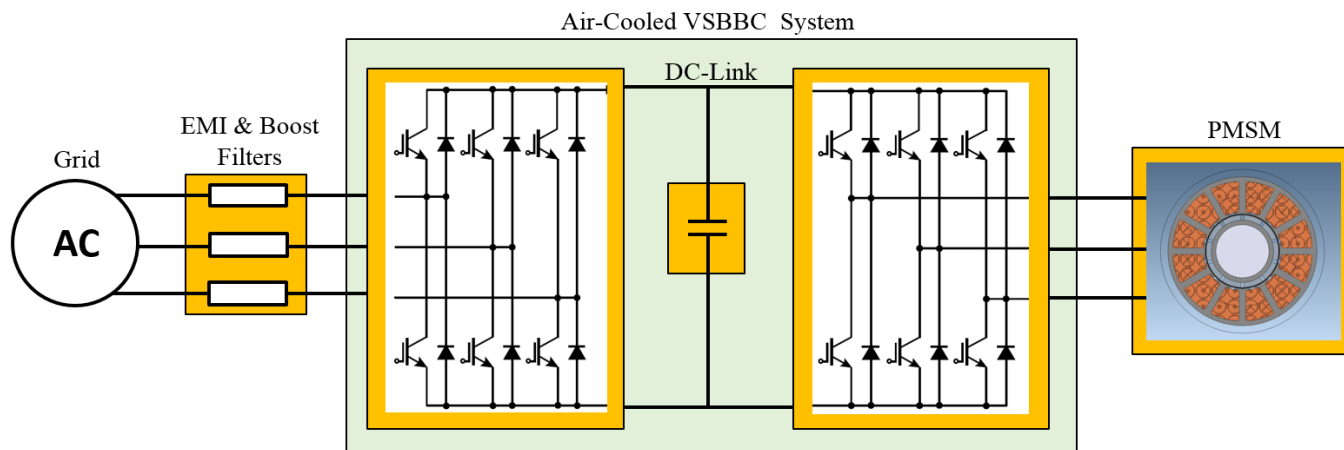 Air-Cooled VSBBC System
DC-Link
EMI & Boost
Filters
Grid
PMSM
AC